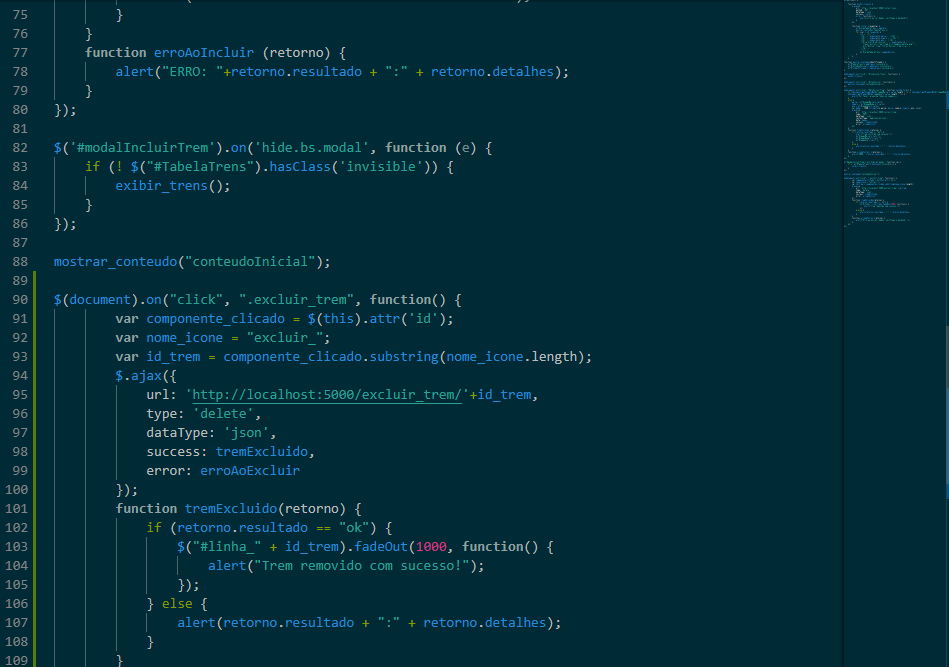 75            }
76        }
77        function erroAoIncluir (retorno) {
78            alert("ERRO: "+retorno.resultado + ":" + retorno.detalhes);
79        }
80    });
81
82    $('#modalIncluirTrem').on('hide.bs.modal', function (e) {
83        if (! $("#TabelaTrens").hasClass('invisible')) {
84            exibir_trens();
85        }
86    });
87
88    mostrar_conteudo("conteudoInicial");
89
90    $(document).on("click", ".excluir_trem", function() {
91            var componente_clicado = $(this).attr('id');
92            var nome_icone = "excluir_";
93            var id_trem = componente_clicado.substring(nome_icone.length);
94            $.ajax({
95                url: 'http://localhost:5000/excluir_trem/'+id_trem,
96                type: 'delete',
97                dataType: 'json',
98                success: tremExcluido,
99                error: erroAoExcluir
100            });
101            function tremExcluido(retorno) {
102                if (retorno.resultado == "ok") {
103                    $("#linha_" + id_trem).fadeOut(1000, function() {
104                        alert("Trem removido com sucesso!");
105                    });
106                } else {
107                    alert(retorno.resultado + ":" + retorno.detalhes);
108                }
109            }